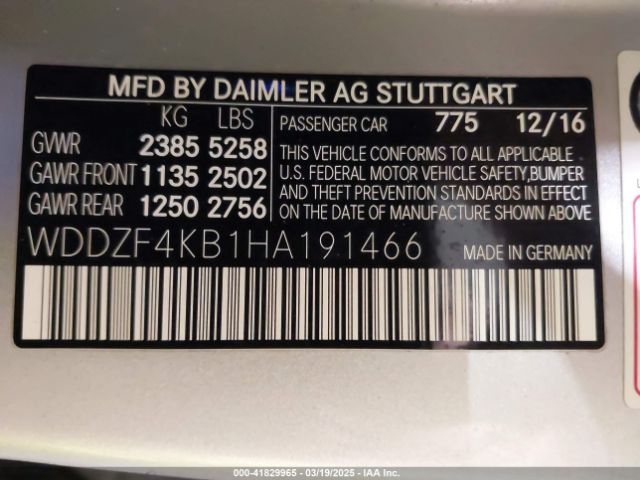 MFD BY DAIMLER AG STUTTGART
KG LBS
GVWR 2385 5258
GAWR FRONT 1135 2502
GAWR REAR 1250 2756
PASSENGER CAR 775 12/16
THIS VEHICLE CONFORMS TO ALL APPLICABLE
U.S. FEDERAL MOTOR VEHICLE SAFETY,BUMPER
AND THEFT PREVENTION STANDARDS IN EFFECT
ON DATE OF MANUFACTURE SHOWN ABOVE
WDDZF4KB1HA191466 MADE IN GERMANY
000-41829965 - 03/19/2025 - IAA Inc.